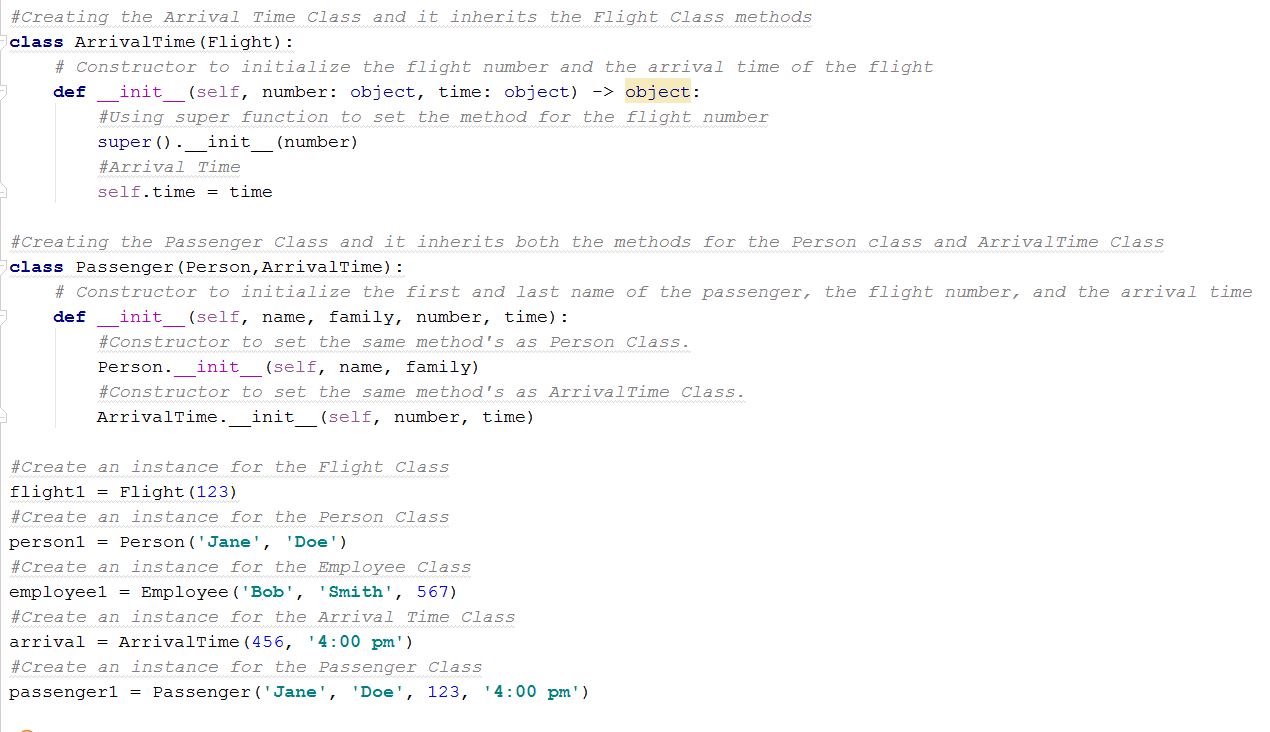 #Creating the Arrival Time Class and it inherits the Flight Class methods
class ArrivalTime(Flight):
    # Constructor to initialize the flight number and the arrival time of the flight
    def __init__(self, number: object, time: object) -> object:
        #Using super function to set the method for the flight number
        super().__init__(number)
        #Arrival Time
        self.time = time

#Creating the Passenger Class and it inherits both the methods for the Person class and ArrivalTime Class
class Passenger(Person,ArrivalTime):
    # Constructor to initialize the first and last name of the passenger, the flight number, and the arrival time
    def __init__(self, name, family, number, time):
        #Constructor to set the same method's as Person Class.
        Person.__init__(self, name, family)
        #Constructor to set the same method's as ArrivalTime Class.
        ArrivalTime.__init__(self, number, time)

#Create an instance for the Flight Class
flight1 = Flight(123)
#Create an instance for the Person Class
person1 = Person('Jane', 'Doe')
#Create an instance for the Employee Class
employee1 = Employee('Bob', 'Smith', 567)
#Create an instance for the Arrival Time Class
arrival = ArrivalTime(456, '4:00 pm')
#Create an instance for the Passenger Class
passenger1 = Passenger('Jane', 'Doe', 123, '4:00 pm')